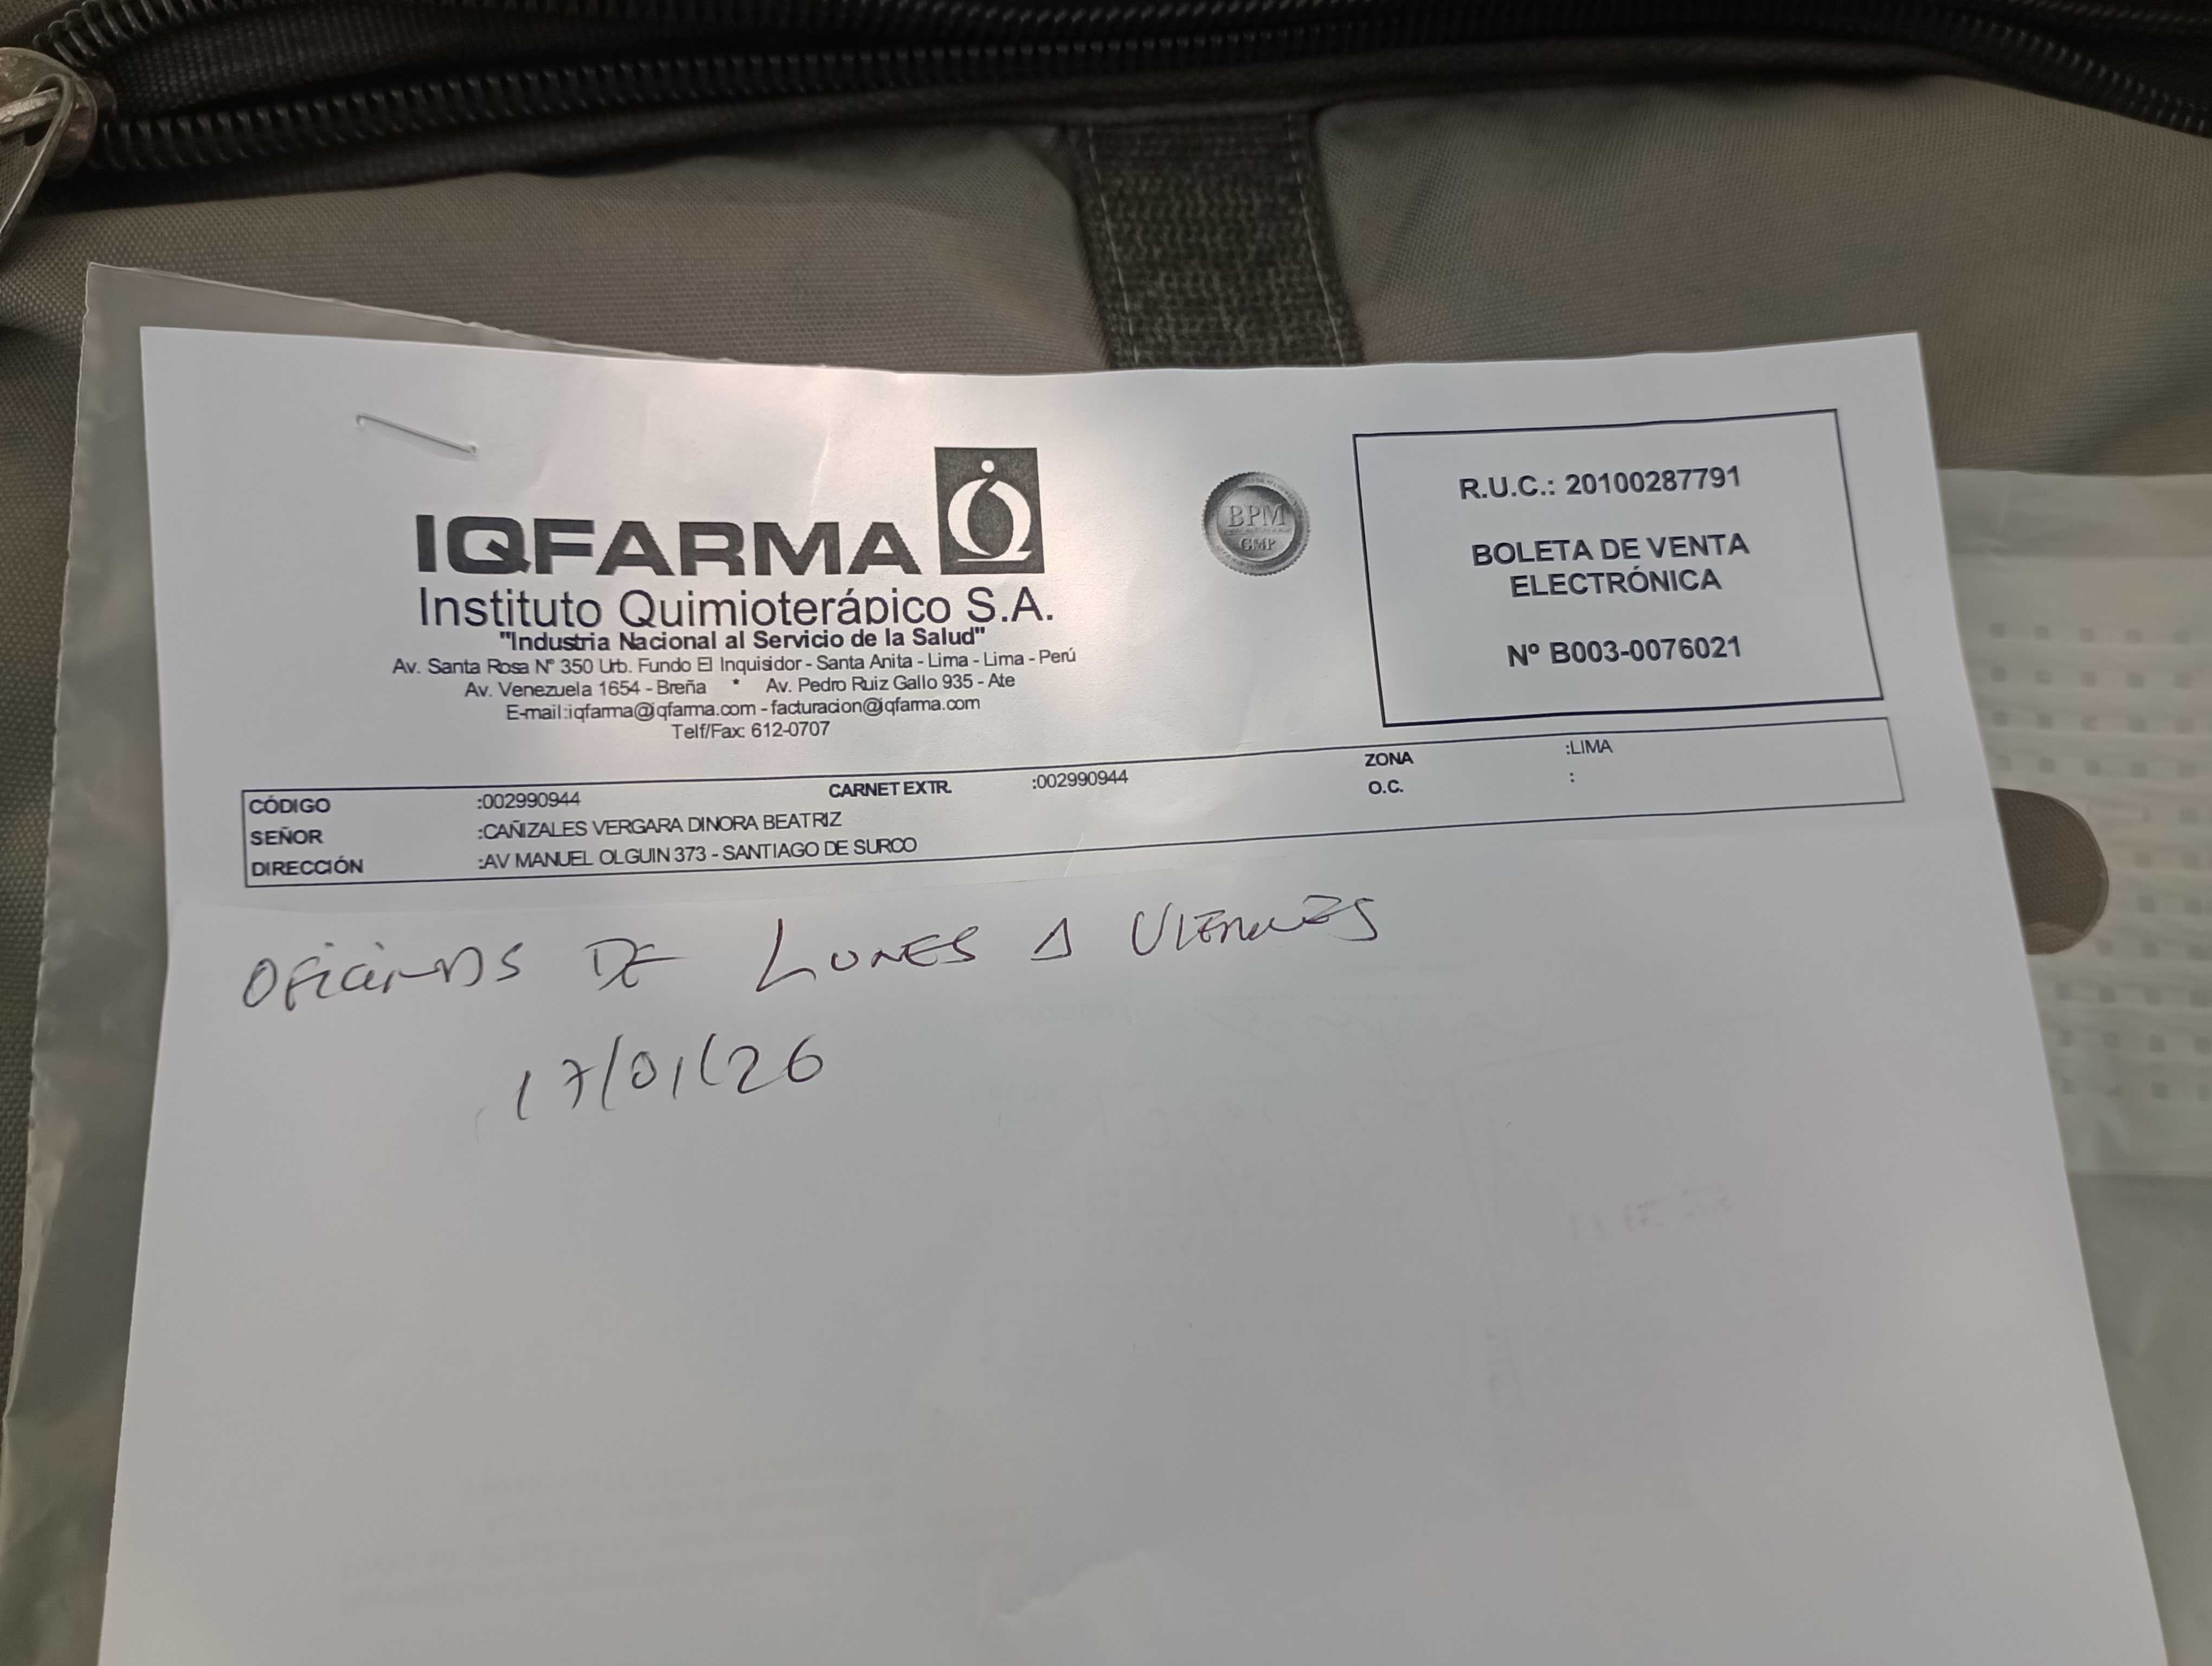 IQFARMA
Instituto Quimioterápico S.A.
"Industria Nacional al Servicio de la Salud"
Av. Santa Rosa N° 350 Urb. Fundo El Inquisidor - Santa Anita - Lima - Lima - Perú
Av. Venezuela 1654 - Breña * Av. Pedro Ruiz Gallo 935 - Ate
E-mail:iqfarma@iqfarma.com - facturacion@iqfarma.com
Telf/Fax: 612-0707
BPM
GMP
R.U.C.: 20100287791
BOLETA DE VENTA
ELECTRÓNICA
Nº B003-0076021
CÓDIGO :002990944 CARNET EXTR. :002990944 ZONA :LIMA
SEÑOR :CAÑIZALES VERGARA DINORA BEATRIZ O.C. :
DIRECCIÓN :AV MANUEL OLGUIN 373 - SANTIAGO DE SURCO
OFICINAS DE LUNES A VIERNES
17/01/26